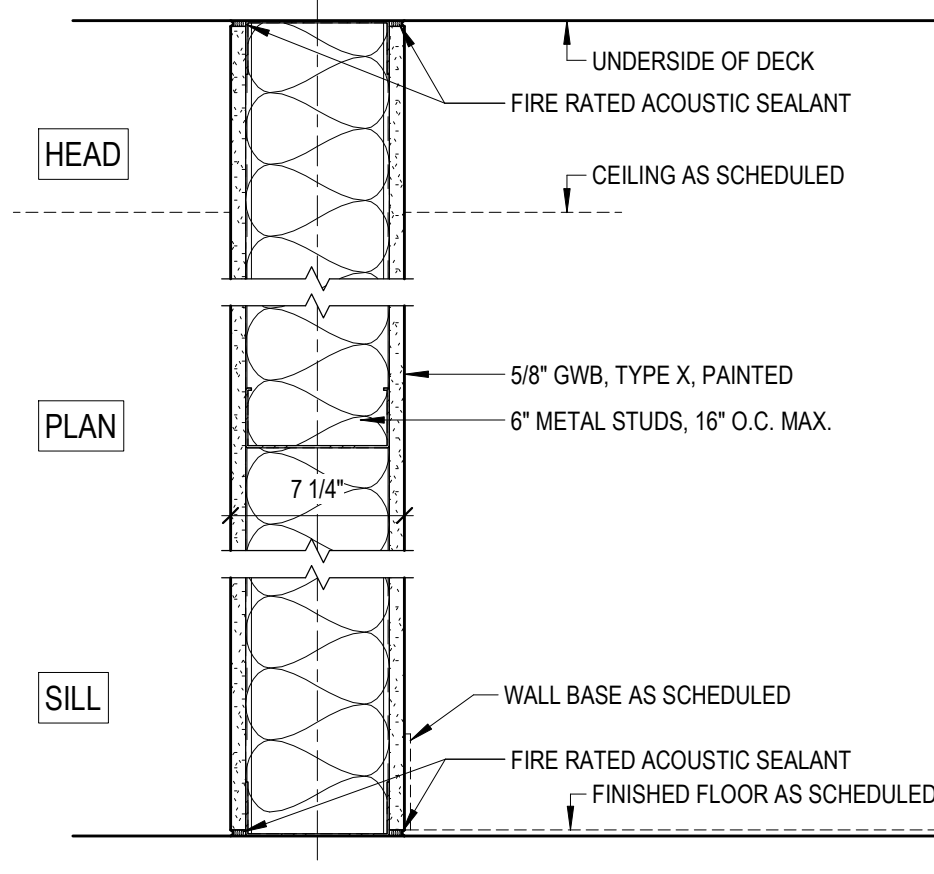 UNDERSIDE OF DECK
FIRE RATED ACOUSTIC SEALANT
HEAD
CEILING AS SCHEDULED
5/8" GWB, TYPE X, PAINTED
PLAN
6" METAL STUDS, 16" O.C. MAX.
7 1/4"
SILL
WALL BASE AS SCHEDULED
FIRE RATED ACOUSTIC SEALANT
FINISHED FLOOR AS SCHEDULED